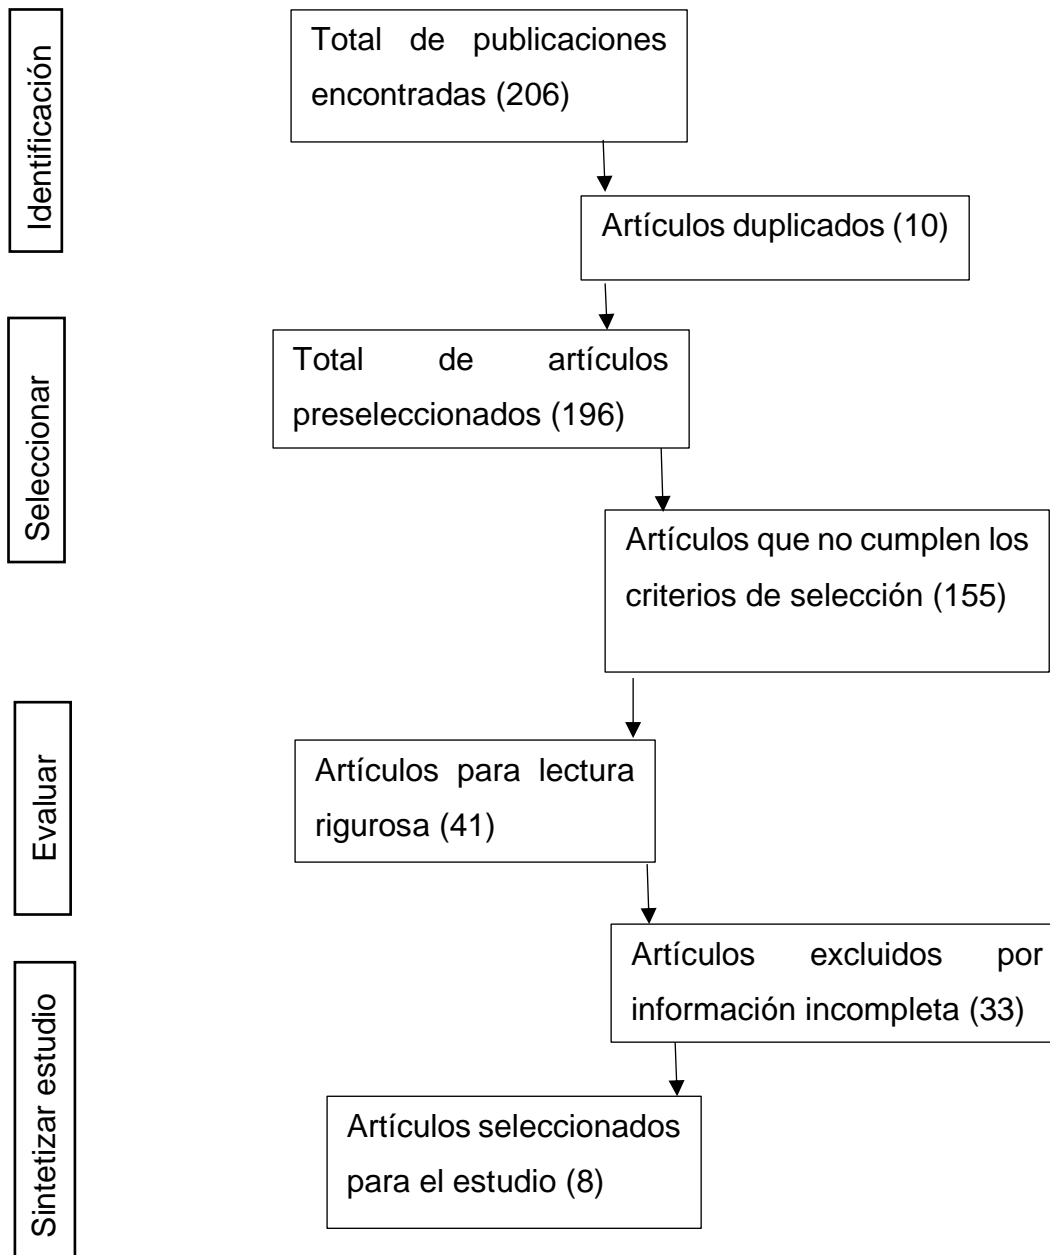 Identificación
Total de publicaciones
encontradas (206)
Artículos duplicados (10)
Seleccionar
Total de artículos
preseleccionados (196)
Artículos que no cumplen los
criterios de selección (155)
Evaluar
Artículos para lectura
rigurosa (41)
Artículos excluidos por
información incompleta (33)
Sintetizar estudio
Artículos seleccionados
para el estudio (8)